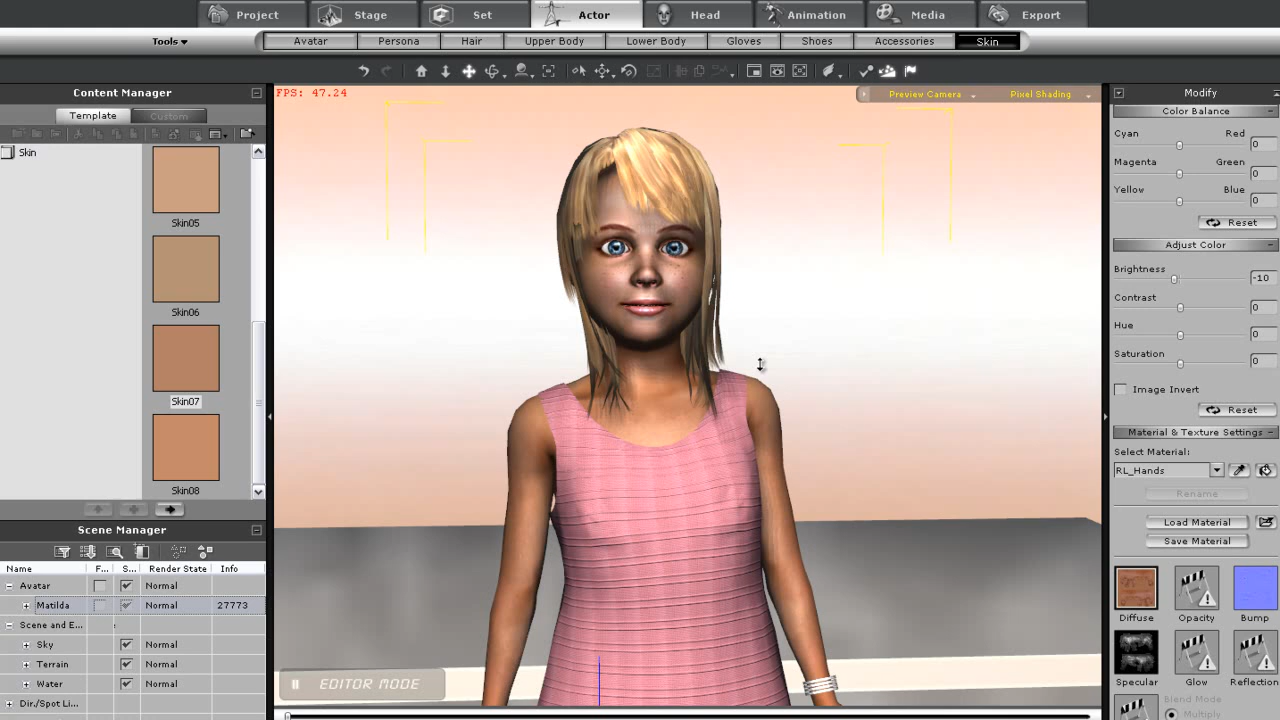 Project Stage Set Actor Head Animation Media Export
Tools Avatar Persona Hair Upper Body Lower Body Gloves Shoes Accessories Skin
Content Manager
Template Custom
Skin
Skin05
Skin06
Skin07
Skin08
Scene Manager
Name F... S... Render State Info
Avatar Normal
Matilda Normal 27773
Scene and E...
Sky Normal
Terrain Normal
Water Normal
Dir./Spot Li...
FPS: 47.24
Preview Camera Pixel Shading
EDITOR MODE
Modify
Color Balance
Cyan Red
0
Magenta Green
0
Yellow Blue
0
Reset
Adjust Color
Brightness
-10
Contrast
0
Hue
0
Saturation
0
Image Invert
Reset
Material & Texture Settings
Select Material:
RL_Hands
Rename
Load Material
Save Material
Diffuse Opacity Bump
Specular Glow Reflection
Blend Mode
Multiply